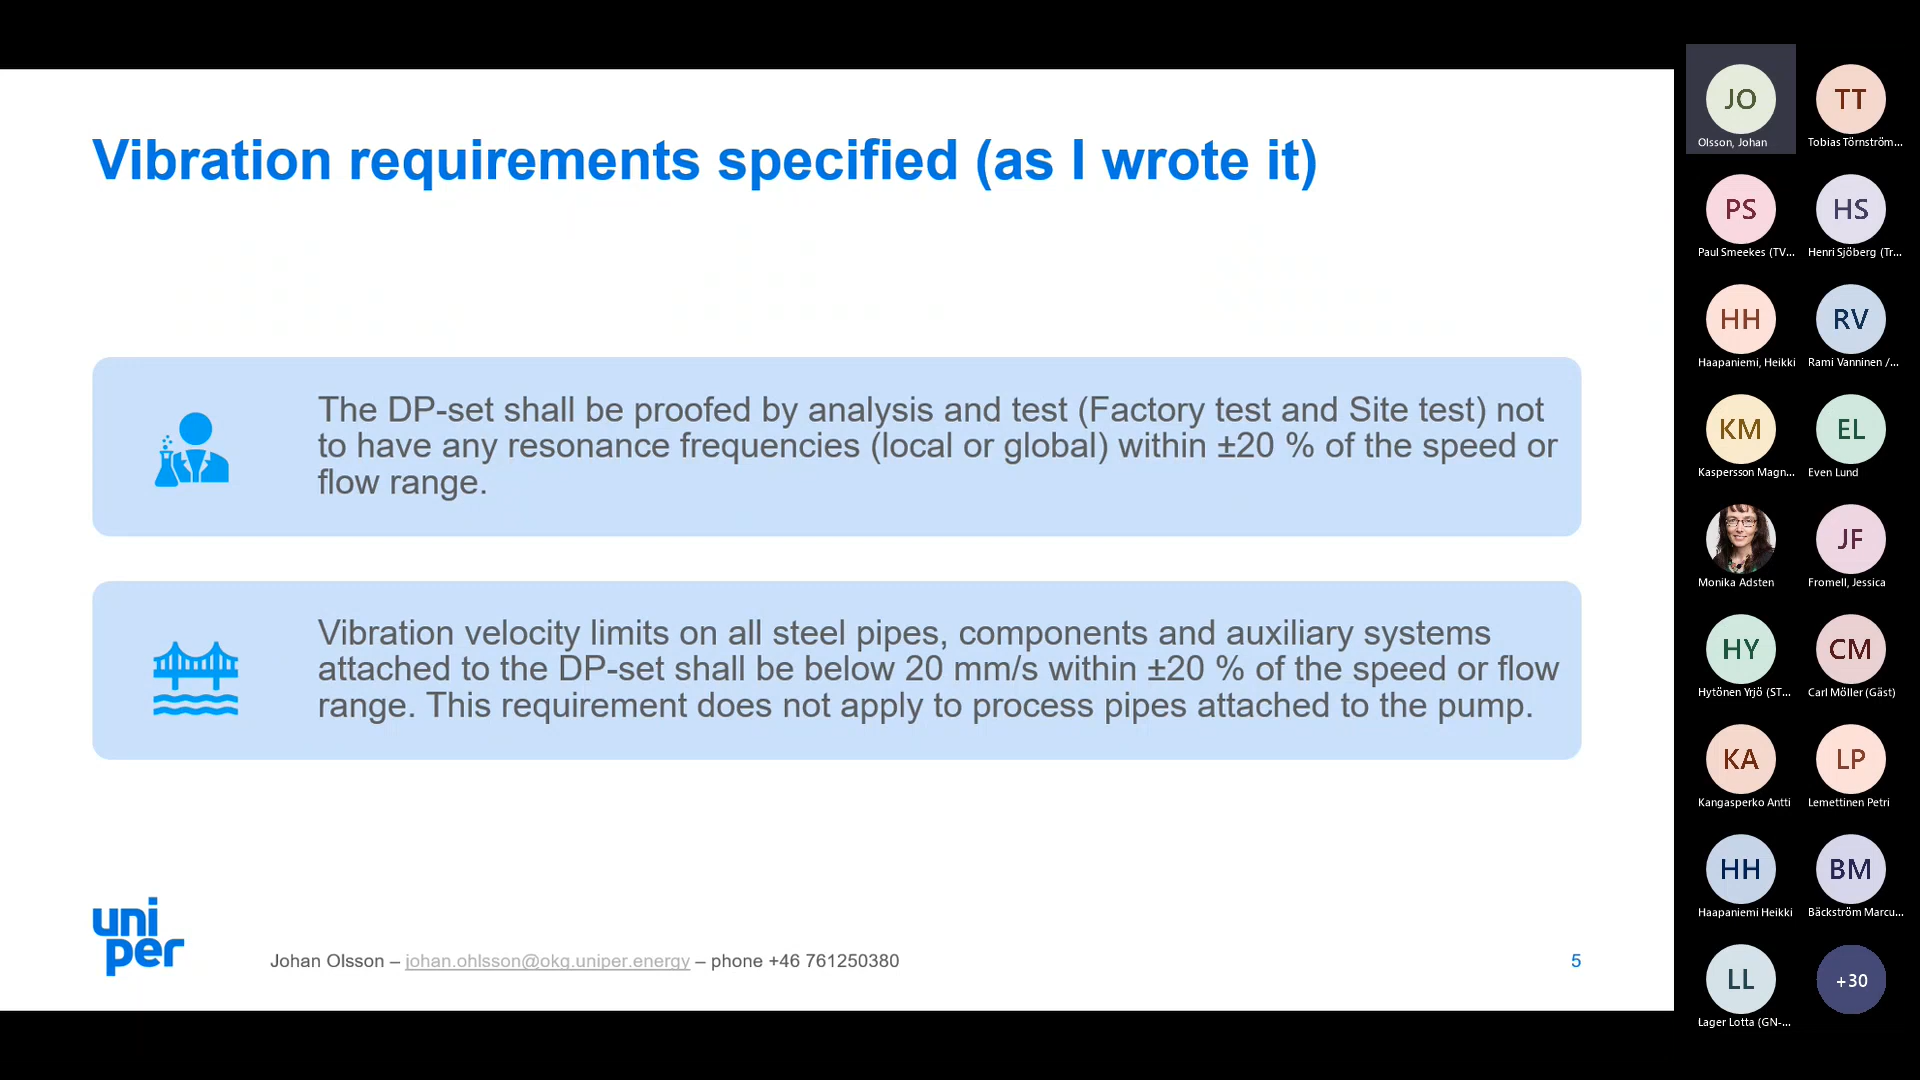 Vibration requirements specified (as I wrote it)
The DP-set shall be proofed by analysis and test (Factory test and Site test) not
to have any resonance frequencies (local or global) within ±20 % of the speed or
flow range.
Vibration velocity limits on all steel pipes, components and auxiliary systems
attached to the DP-set shall be below 20 mm/s within ±20 % of the speed or flow
range. This requirement does not apply to process pipes attached to the pump.
uni
per
Johan Olsson – johan.ohlsson@okg.uniper.energy – phone +46 761250380
5
JO
Olsson, Johan
TT
Tobias Törnström...
PS
Paul Smeekes (TV...
HS
Henri Sjöberg (Tr...
HH
Haapaniemi, Heikki
RV
Rami Vanninen /...
KM
Kaspersson Magn...
EL
Even Lund
Monika Adsten
JF
Fromell, Jessica
HY
Hytönen Yrjö (ST...
CM
Carl Möller (Gäst)
KA
Kangasperko Antti
LP
Lemettinen Petri
HH
Haapaniemi Heikki
BM
Bäckström Marcu...
LL
Lager Lotta (GN-...
+30